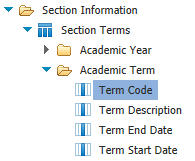 Section Information
Section Terms
Academic Year
Academic Term
Term Code
Term Description
Term End Date
Term Start Date